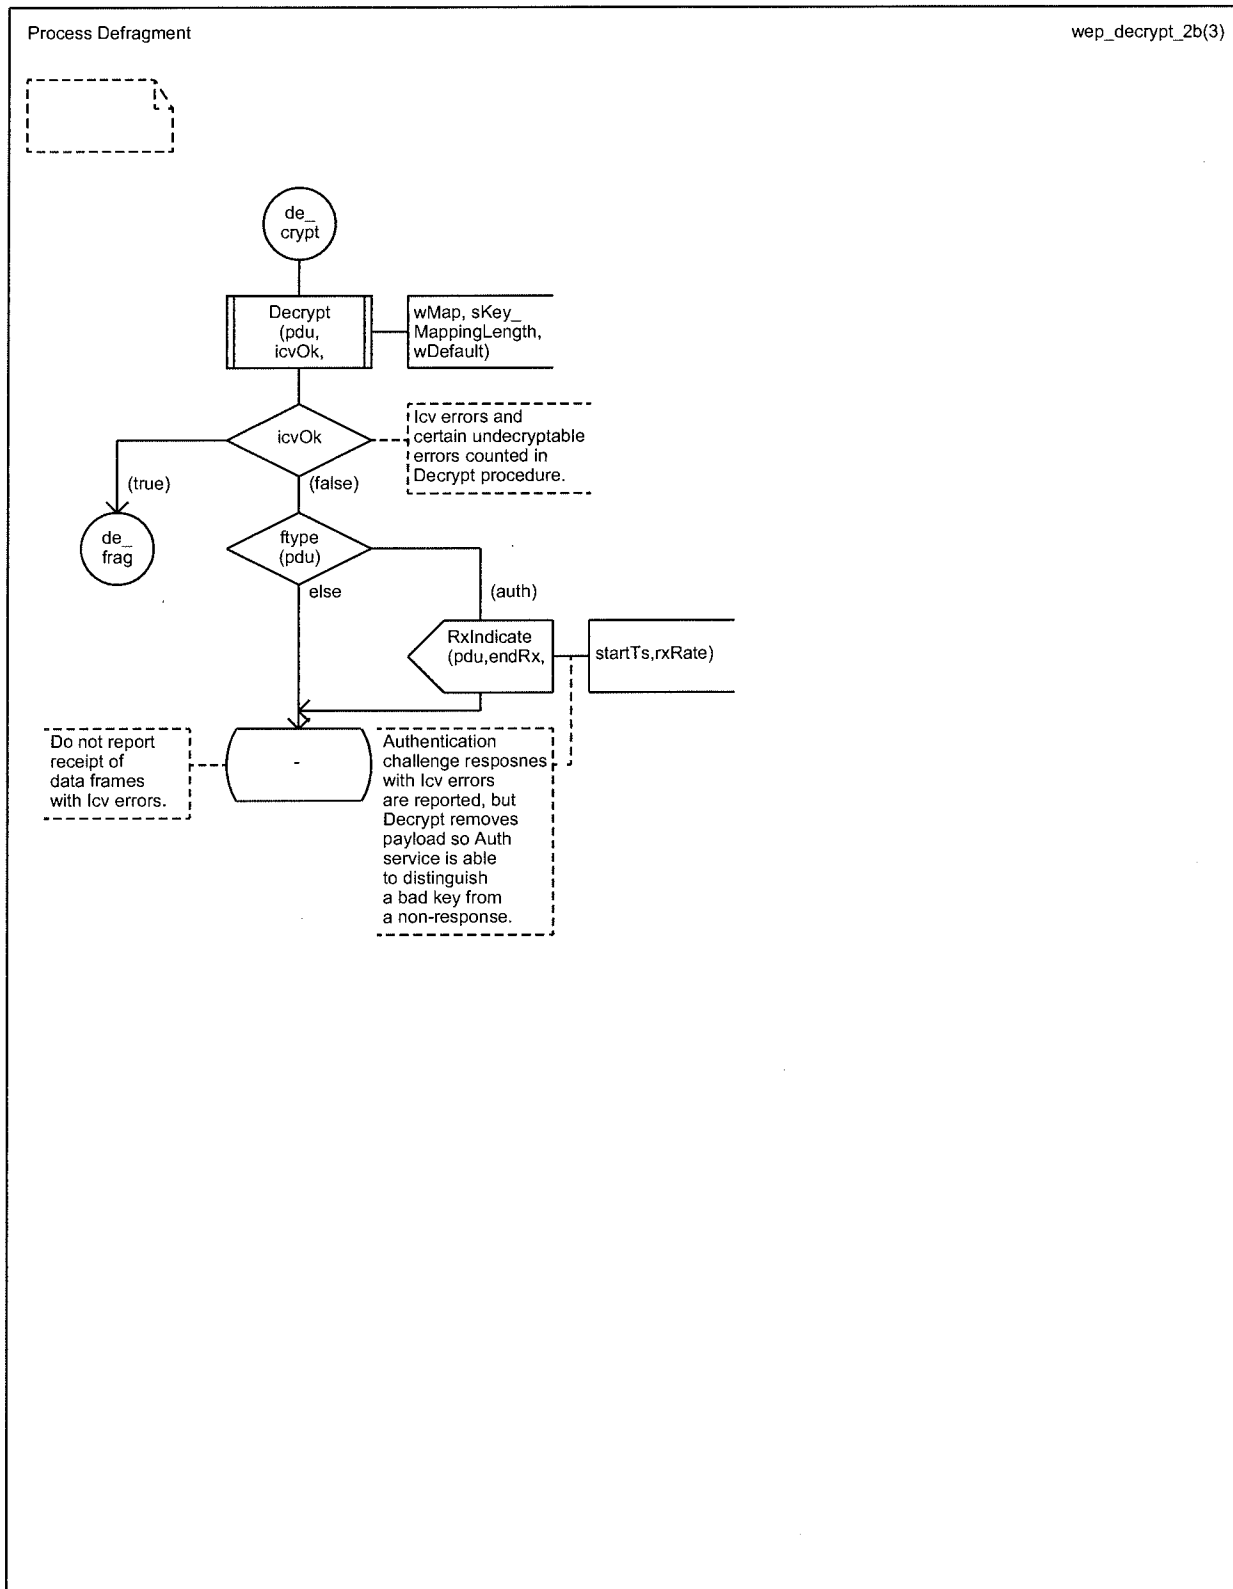 Process Defragment
wep_decrypt_2b(3)
de_
crypt
Decrypt
(pdu,
icvOk,
wMap, sKey_
MappingLength,
wDefault)
icvOk
Icv errors and
certain undecryptable
errors counted in
Decrypt procedure.
(true)
(false)
de_
frag
ftype
(pdu)
else
(auth)
RxIndicate
(pdu,endRx,
startTs,rxRate)
Do not report
receipt of
data frames
with Icv errors.
-
Authentication
challenge resposnes
with Icv errors
are reported, but
Decrypt removes
payload so Auth
service is able
to distinguish
a bad key from
a non-response.